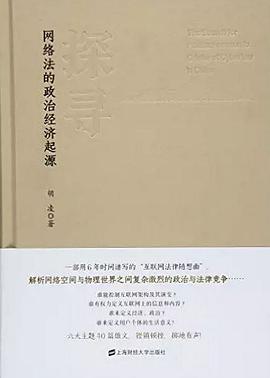 探寻
网络法的政治经济起源
胡凌
著
一部用6年时间谱写的“互联网法律随想曲”
解析网络空间与物理世界之间复杂激烈的政治与法律竞争……
谁能控制互联网架构及其演变？
谁有权力定义互联网上的信息和内容？
谁来定义经济、政治？
谁来定义用户个体的生活意义？
六大主题40篇雄文，铿锵顿挫，掷地有声！
上海财经大学出版社